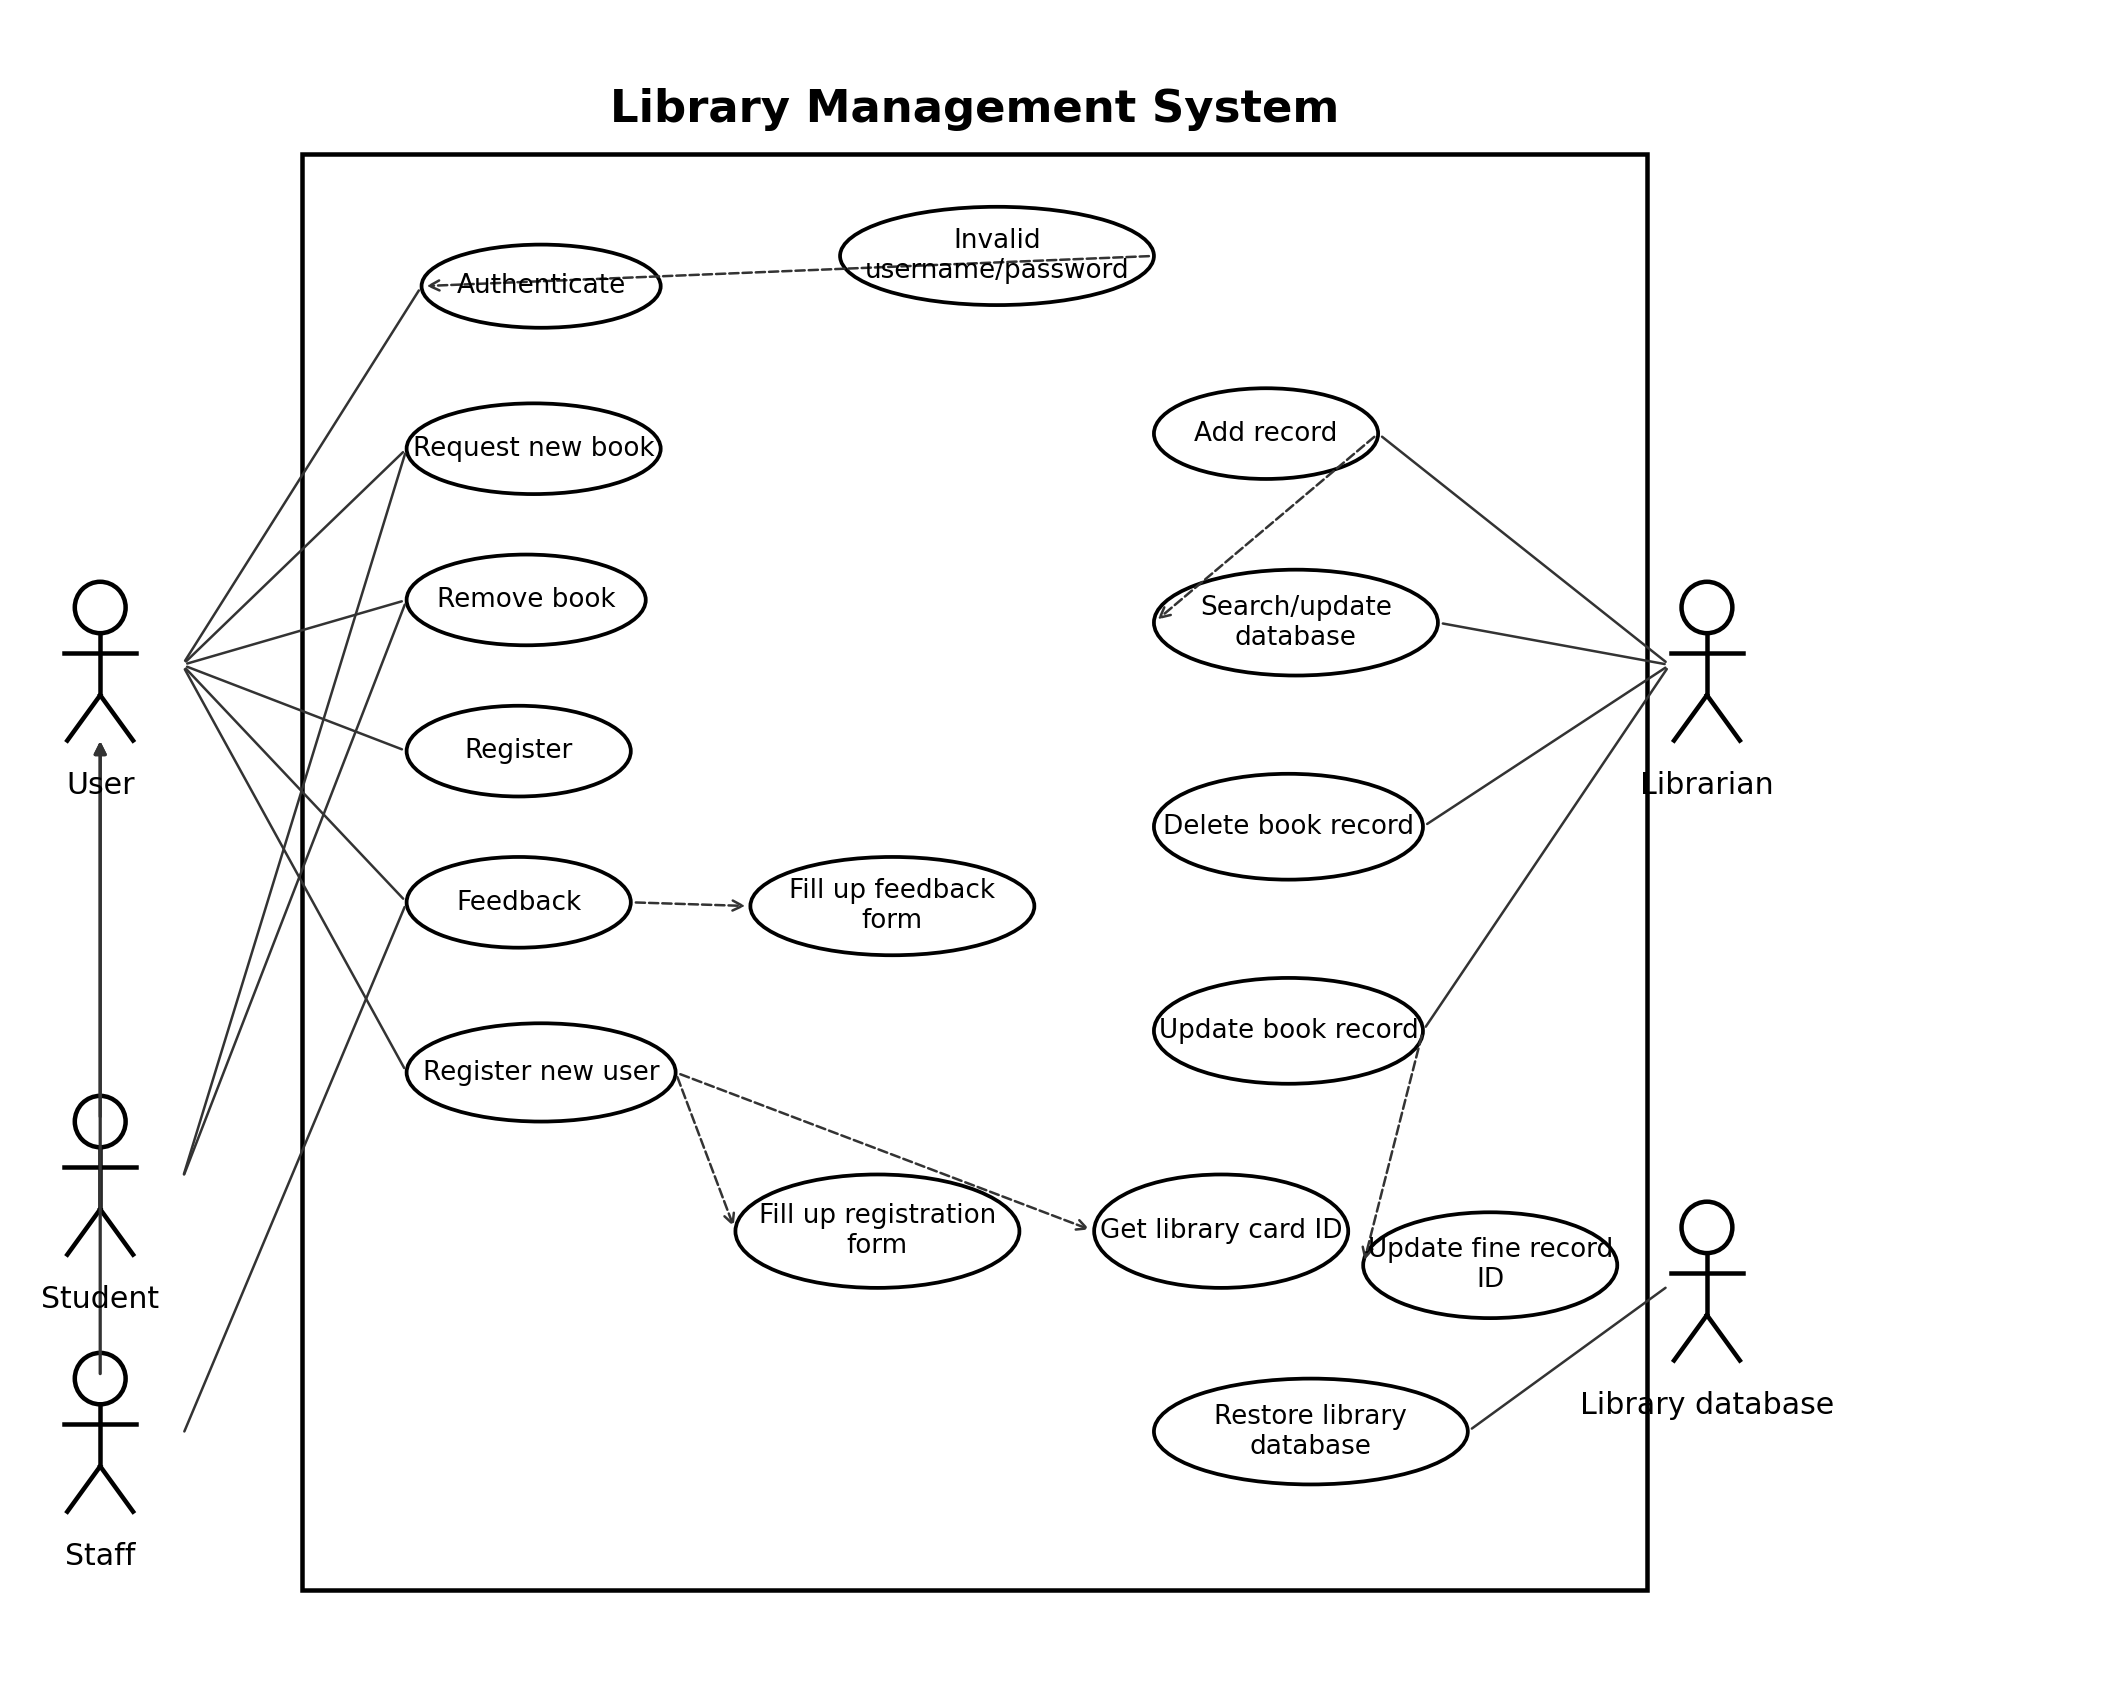 Library Management System
Invalid
username/password
Authenticate
Add record
Request new book
Remove book
Search/update
database
Register
User
Librarian
Delete book record
Feedback
Fill up feedback
form
Update book record
Register new user
Fill up registration
form
Get library card ID
Update fine record
ID
Student
Library database
Restore library
database
Staff